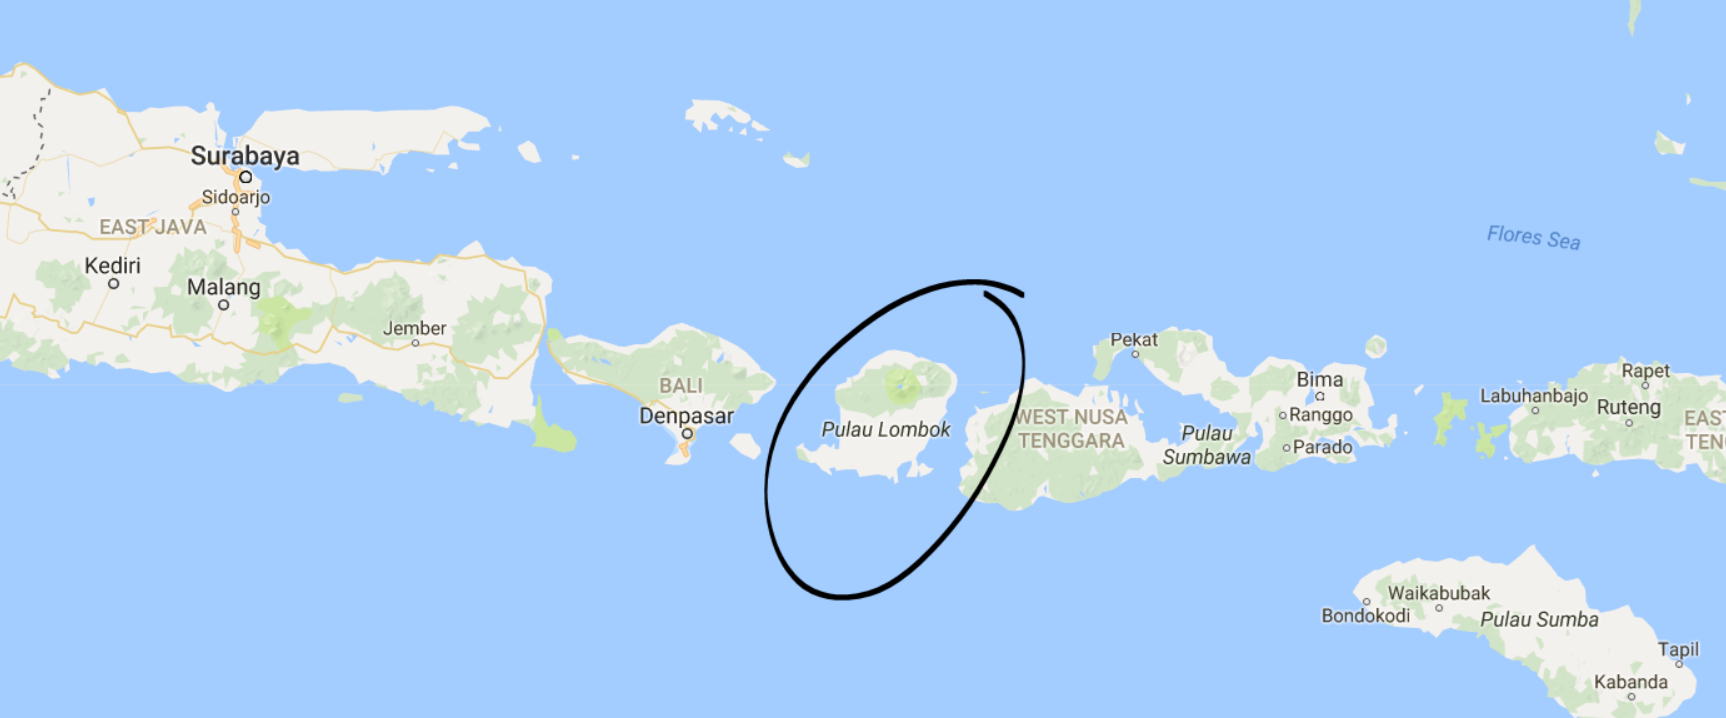 Surabaya
Sidoarjo
EAST JAVA
Kediri
Malang
Jember
BALI
Denpasar
Pulau Lombok
WEST NUSA
TENGGARA
Pekat
Pulau
Sumbawa
Bima
Ranggo
Parado
Flores Sea
Labuhanbajo
Rapet
Ruteng
EAST
TEN
Waikabubak
Bondokodi
Pulau Sumba
Tapil
Kabanda